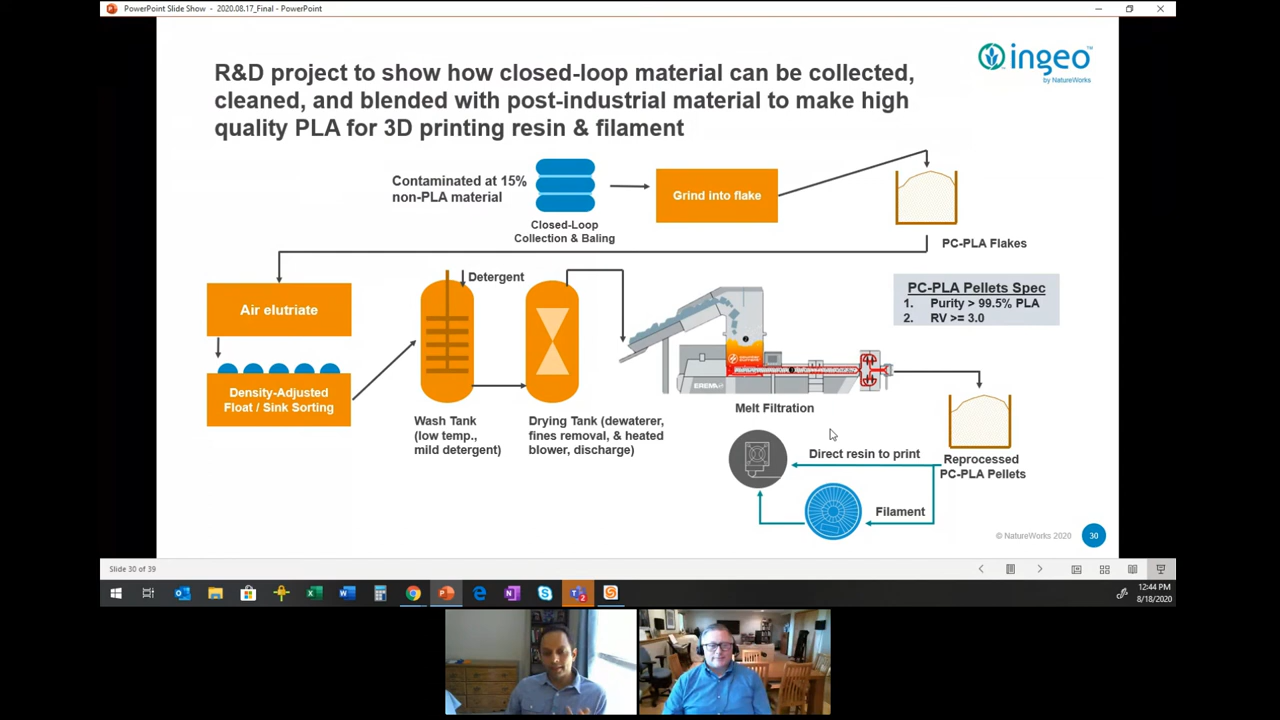 PowerPoint Slide Show - 2020.08.17_Final - PowerPoint
R&D project to show how closed-loop material can be collected,
cleaned, and blended with post-industrial material to make high
quality PLA for 3D printing resin & filament
ingeo
by NatureWorks
Contaminated at 15%
non-PLA material
Closed-Loop
Collection & Baling
Grind into flake
PC-PLA Flakes
Air elutriate
Detergent
PC-PLA Pellets Spec
1. Purity > 99.5% PLA
2. RV >= 3.0
Density-Adjusted
Float / Sink Sorting
EREMA
Wash Tank
(low temp.,
mild detergent)
Drying Tank (dewaterer,
fines removal, & heated
blower, discharge)
Melt Filtration
Direct resin to print
Reprocessed
PC-PLA Pellets
Filament
© NatureWorks 2020
30
Slide 30 of 39
12:44 PM
8/18/2020